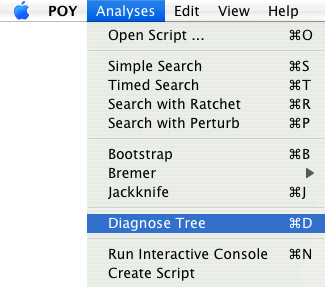 POY Analyses Edit View Help
Open Script ... ⌘O
Simple Search ⌘S
Timed Search ⌘T
Search with Ratchet ⌘R
Search with Perturb ⌘P
Bootstrap ⌘B
Bremer
Jackknife ⌘J
Diagnose Tree ⌘D
Run Interactive Console ⌘N
Create Script